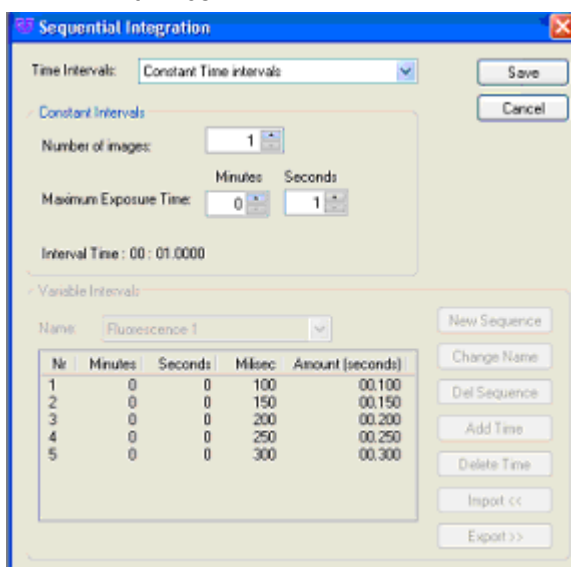 Sequential Integration
Time Intervals: Constant Time intervals
Save
Cancel
Constant Intervals
Number of images: 1
Minutes Seconds
Maximum Exposure Time: 0 1
Interval Time : 00 : 01.0000
Variable Intervals
Name: Fluorescence 1
New Sequence
Change Name
Del Sequence
Add Time
Delete Time
Import <<
Export >>
Nr Minutes Seconds Milisec Amount (seconds)
1 0 0 100 00.100
2 0 0 150 00.150
3 0 0 200 00.200
4 0 0 250 00.250
5 0 0 300 00.300